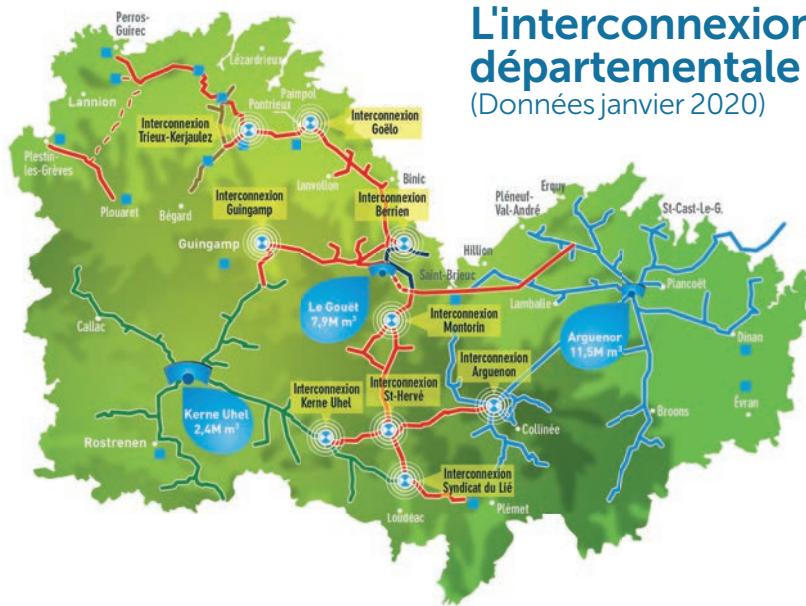 L'interconnexion
départementale
(Données janvier 2020)
Perros-
Guirec
Lézardrieux
Lannion
Paimpol
Pontrieux
Interconnexion
Trieux-Kerjaulez
Interconnexion
Goëlo
Plestin-
les-Grèves
Plouaret
Bégard
Lanvollon
Binic
Interconnexion
Guingamp
Interconnexion
Berrien
Guingamp
Erquy
Pléneuf-
Val-André
St-Cast-Le-G.
Hillion
Saint-Brieuc
Le Gouët
7,9M m³
Lamballe
Plancoët
Callac
Interconnexion
Montorin
Arguenor
11,5M m³
Dinan
Interconnexion
Arguenon
Interconnexion
Kerne Uhel
Interconnexion
St-Hervé
Kerne Uhel
2,4M m³
Évran
Broons
Collinée
Rostrenen
Interconnexion
Syndicat du Lié
Loudéac
Plémet